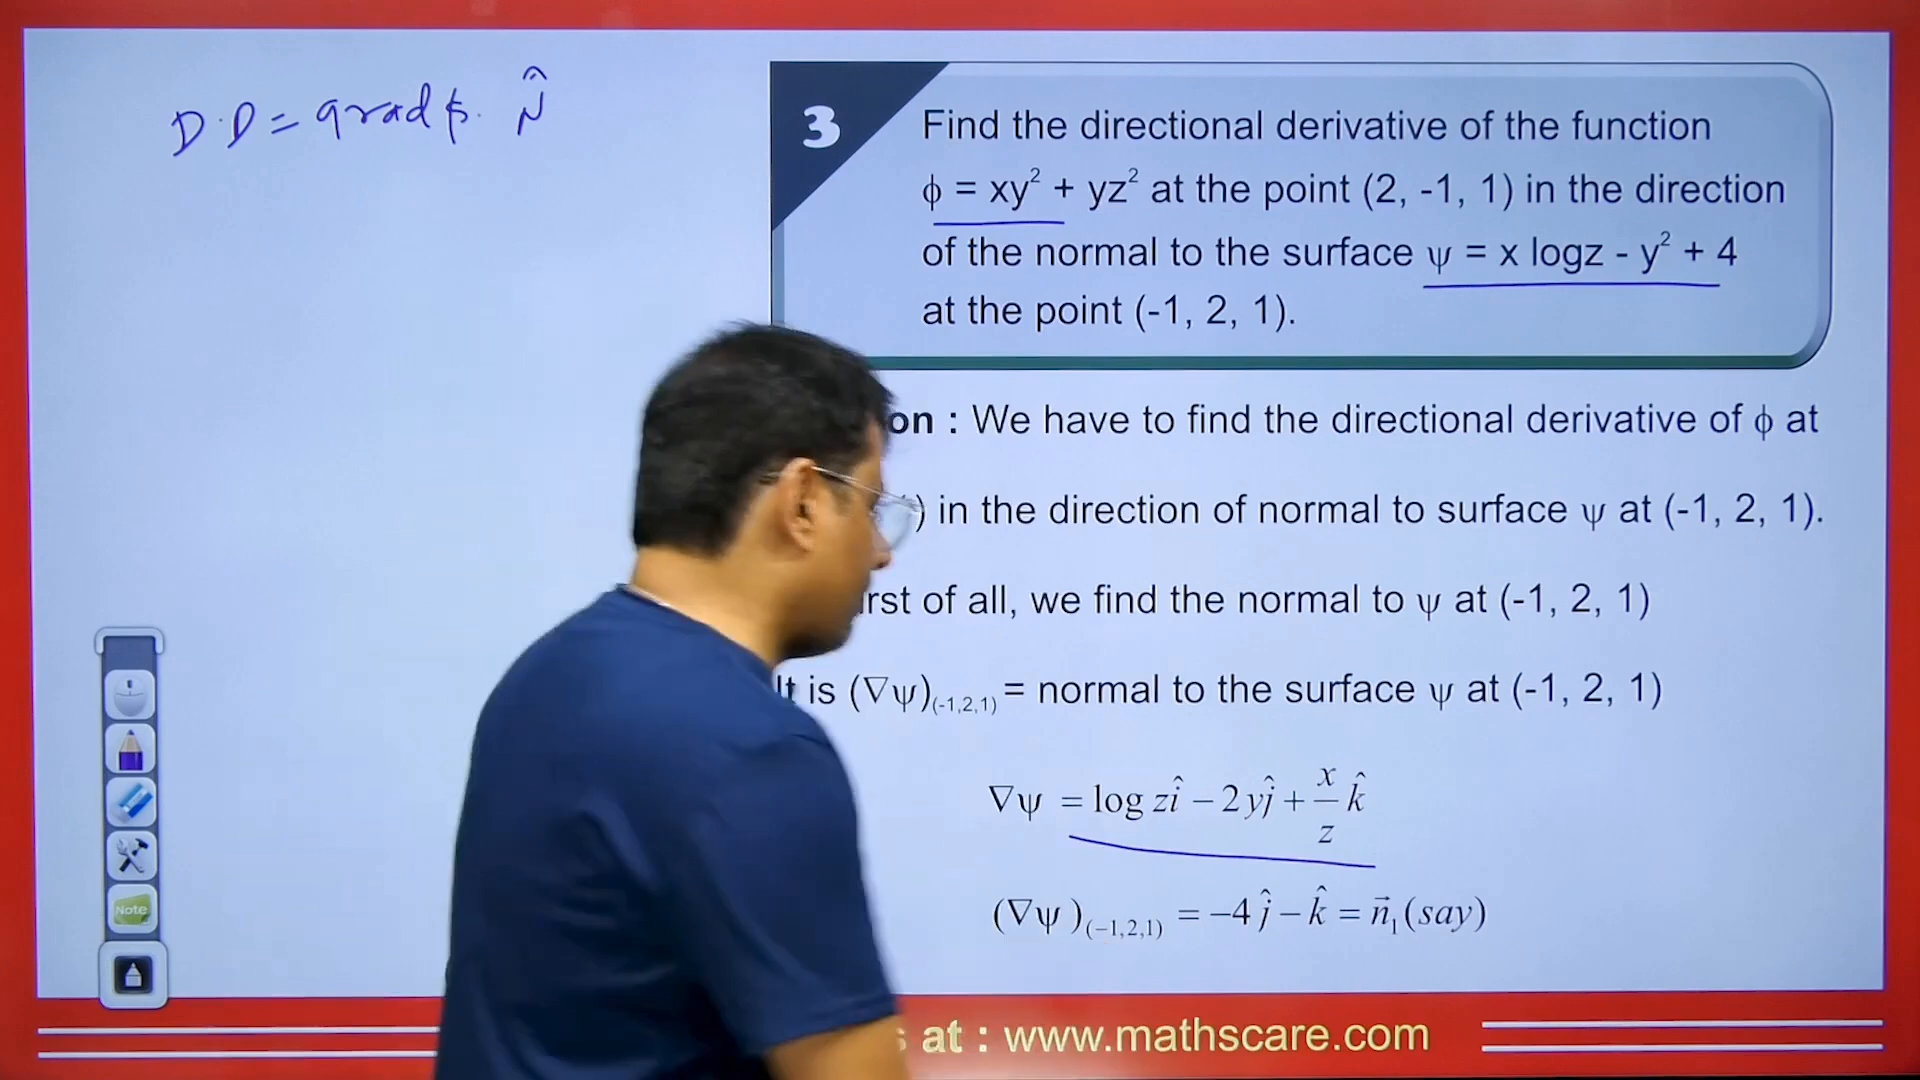 D.D = grad ϕ. N̂
3
Find the directional derivative of the function
ϕ = xy² + yz² at the point (2, -1, 1) in the direction
of the normal to the surface ψ = x logz - y² + 4
at the point (-1, 2, 1).
on : We have to find the directional derivative of ϕ at
) in the direction of normal to surface ψ at (-1, 2, 1).
rst of all, we find the normal to ψ at (-1, 2, 1)
It is (∇ψ)₍₋₁,₂,₁₎ = normal to the surface ψ at (-1, 2, 1)
∇ψ = log zî − 2yĵ + x/z k̂
(∇ψ)₍₋₁,₂,₁₎ = −4ĵ − k̂ = n⃗₁(say)
Note
s at : www.mathscare.com